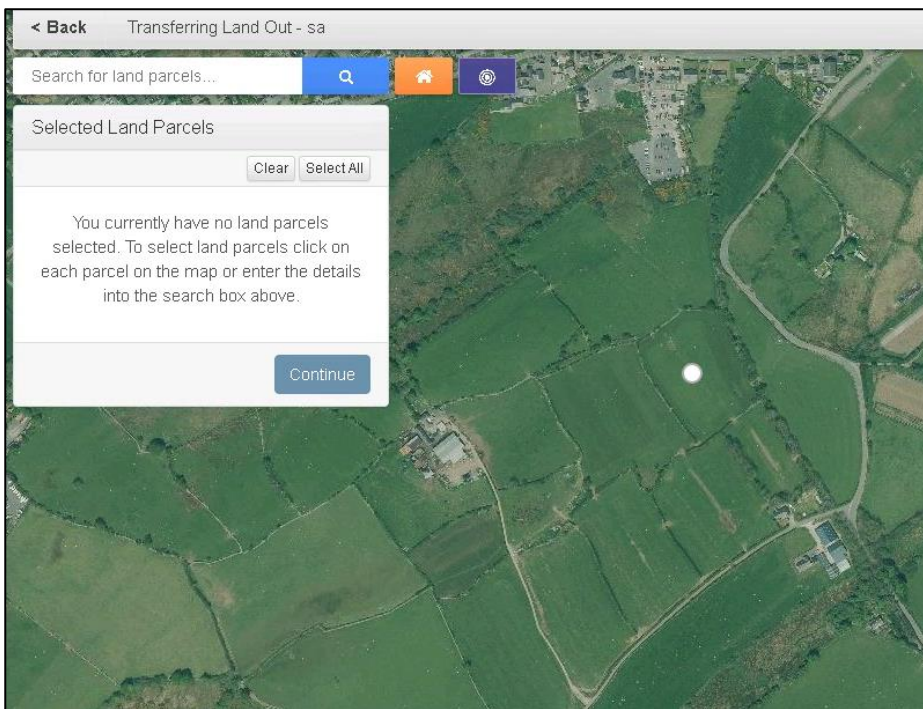 < Back Transferring Land Out - sa
Search for land parcels...
Selected Land Parcels
Clear Select All
You currently have no land parcels
selected. To select land parcels click on
each parcel on the map or enter the details
into the search box above.
Continue